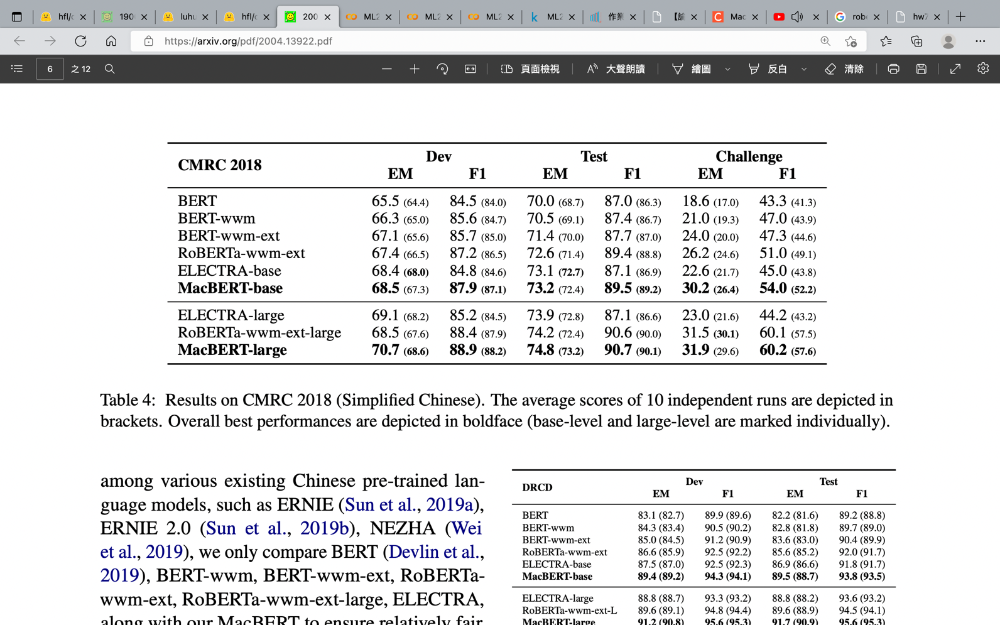 hfl/c
190
luhu
hfl/c
200
ML2
ML2
ML2
ML2
作業
【論
Mac
rob
hw7
https://arxiv.org/pdf/2004.13922.pdf
6 之 12
頁面檢視
大聲朗讀
繪圖
反白
清除
CMRC 2018 Dev Test Challenge
EM F1 EM F1 EM F1
BERT 65.5 (64.4) 84.5 (84.0) 70.0 (68.7) 87.0 (86.3) 18.6 (17.0) 43.3 (41.3)
BERT-wwm 66.3 (65.0) 85.6 (84.7) 70.5 (69.1) 87.4 (86.7) 21.0 (19.3) 47.0 (43.9)
BERT-wwm-ext 67.1 (65.6) 85.7 (85.0) 71.4 (70.0) 87.7 (87.0) 24.0 (20.0) 47.3 (44.6)
RoBERTa-wwm-ext 67.4 (66.5) 87.2 (86.5) 72.6 (71.4) 89.4 (88.8) 26.2 (24.6) 51.0 (49.1)
ELECTRA-base 68.4 (68.0) 84.8 (84.6) 73.1 (72.7) 87.1 (86.9) 22.6 (21.7) 45.0 (43.8)
MacBERT-base 68.5 (67.3) 87.9 (87.1) 73.2 (72.4) 89.5 (89.2) 30.2 (26.4) 54.0 (52.2)
ELECTRA-large 69.1 (68.2) 85.2 (84.5) 73.9 (72.8) 87.1 (86.6) 23.0 (21.6) 44.2 (43.2)
RoBERTa-wwm-ext-large 68.5 (67.6) 88.4 (87.9) 74.2 (72.4) 90.6 (90.0) 31.5 (30.1) 60.1 (57.5)
MacBERT-large 70.7 (68.6) 88.9 (88.2) 74.8 (73.2) 90.7 (90.1) 31.9 (29.6) 60.2 (57.6)
Table 4: Results on CMRC 2018 (Simplified Chinese). The average scores of 10 independent runs are depicted in
brackets. Overall best performances are depicted in boldface (base-level and large-level are marked individually).
among various existing Chinese pre-trained lan-
guage models, such as ERNIE (Sun et al., 2019a),
ERNIE 2.0 (Sun et al., 2019b), NEZHA (Wei
et al., 2019), we only compare BERT (Devlin et al.,
2019), BERT-wwm, BERT-wwm-ext, RoBERTa-
wwm-ext, RoBERTa-wwm-ext-large, ELECTRA,
along with our MacBERT to ensure relatively fair
DRCD Dev Test
EM F1 EM F1
BERT 83.1 (82.7) 89.9 (89.6) 82.2 (81.6) 89.2 (88.8)
BERT-wwm 84.3 (83.4) 90.5 (90.2) 82.8 (81.8) 89.7 (89.0)
BERT-wwm-ext 85.0 (84.5) 91.2 (90.9) 83.6 (83.0) 90.4 (89.9)
RoBERTa-wwm-ext 86.6 (85.9) 92.5 (92.2) 85.6 (85.2) 92.0 (91.7)
ELECTRA-base 87.5 (87.0) 92.5 (92.3) 86.9 (86.6) 91.8 (91.7)
MacBERT-base 89.4 (89.2) 94.3 (94.1) 89.5 (88.7) 93.8 (93.5)
ELECTRA-large 88.8 (88.7) 93.3 (93.2) 88.8 (88.2) 93.6 (93.2)
RoBERTa-wwm-ext-L 89.6 (89.1) 94.8 (94.4) 89.6 (88.9) 94.5 (94.1)
MacBERT-large 91.2 (90.8) 95.6 (95.3) 91.7 (90.9) 95.6 (95.3)